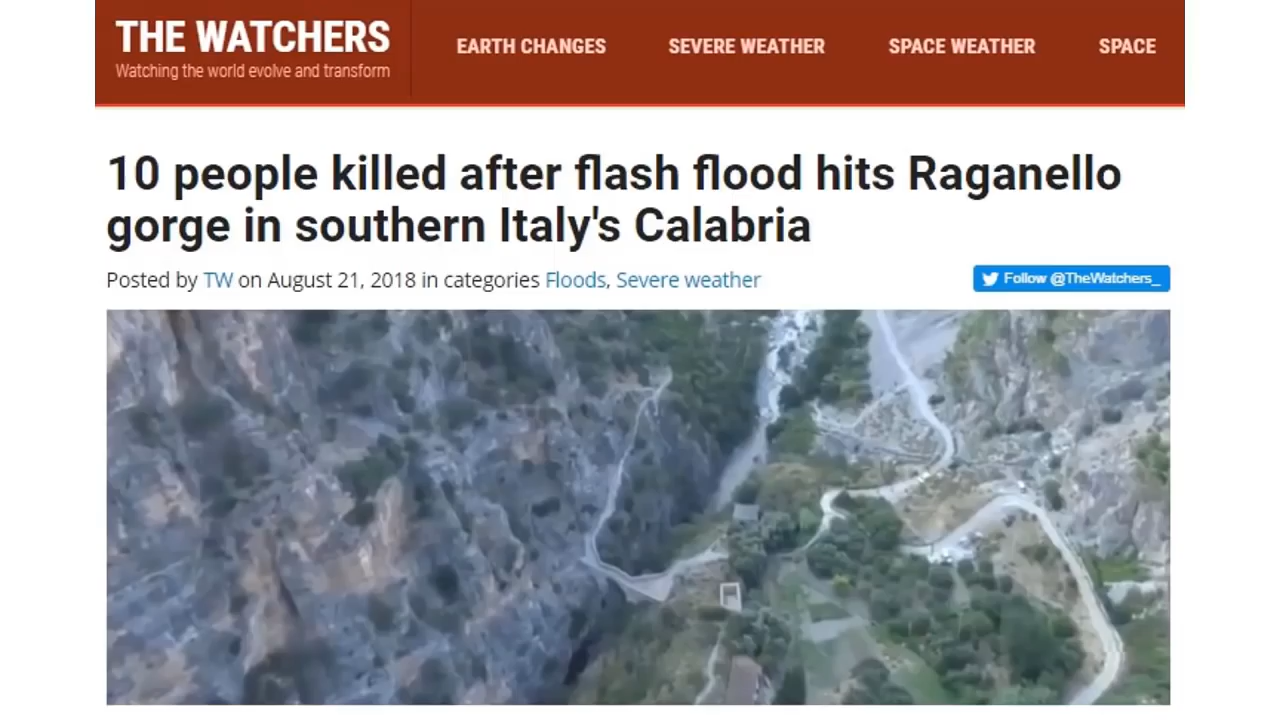 THE WATCHERS
Watching the world evolve and transform
EARTH CHANGES SEVERE WEATHER SPACE WEATHER SPACE
10 people killed after flash flood hits Raganello
gorge in southern Italy's Calabria
Posted by TW on August 21, 2018 in categories Floods, Severe weather
Follow @TheWatchers_